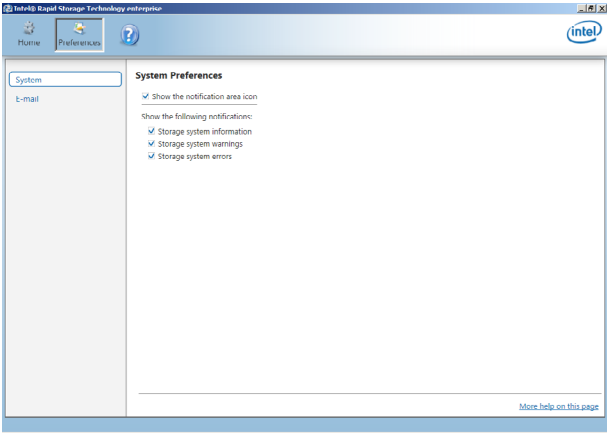 Intel® Rapid Storage Technology enterprise
Home
Preferences
?
intel
System
E-mail
System Preferences
Show the notification area icon
Show the following notifications:
Storage system information
Storage system warnings
Storage system errors
More help on this page